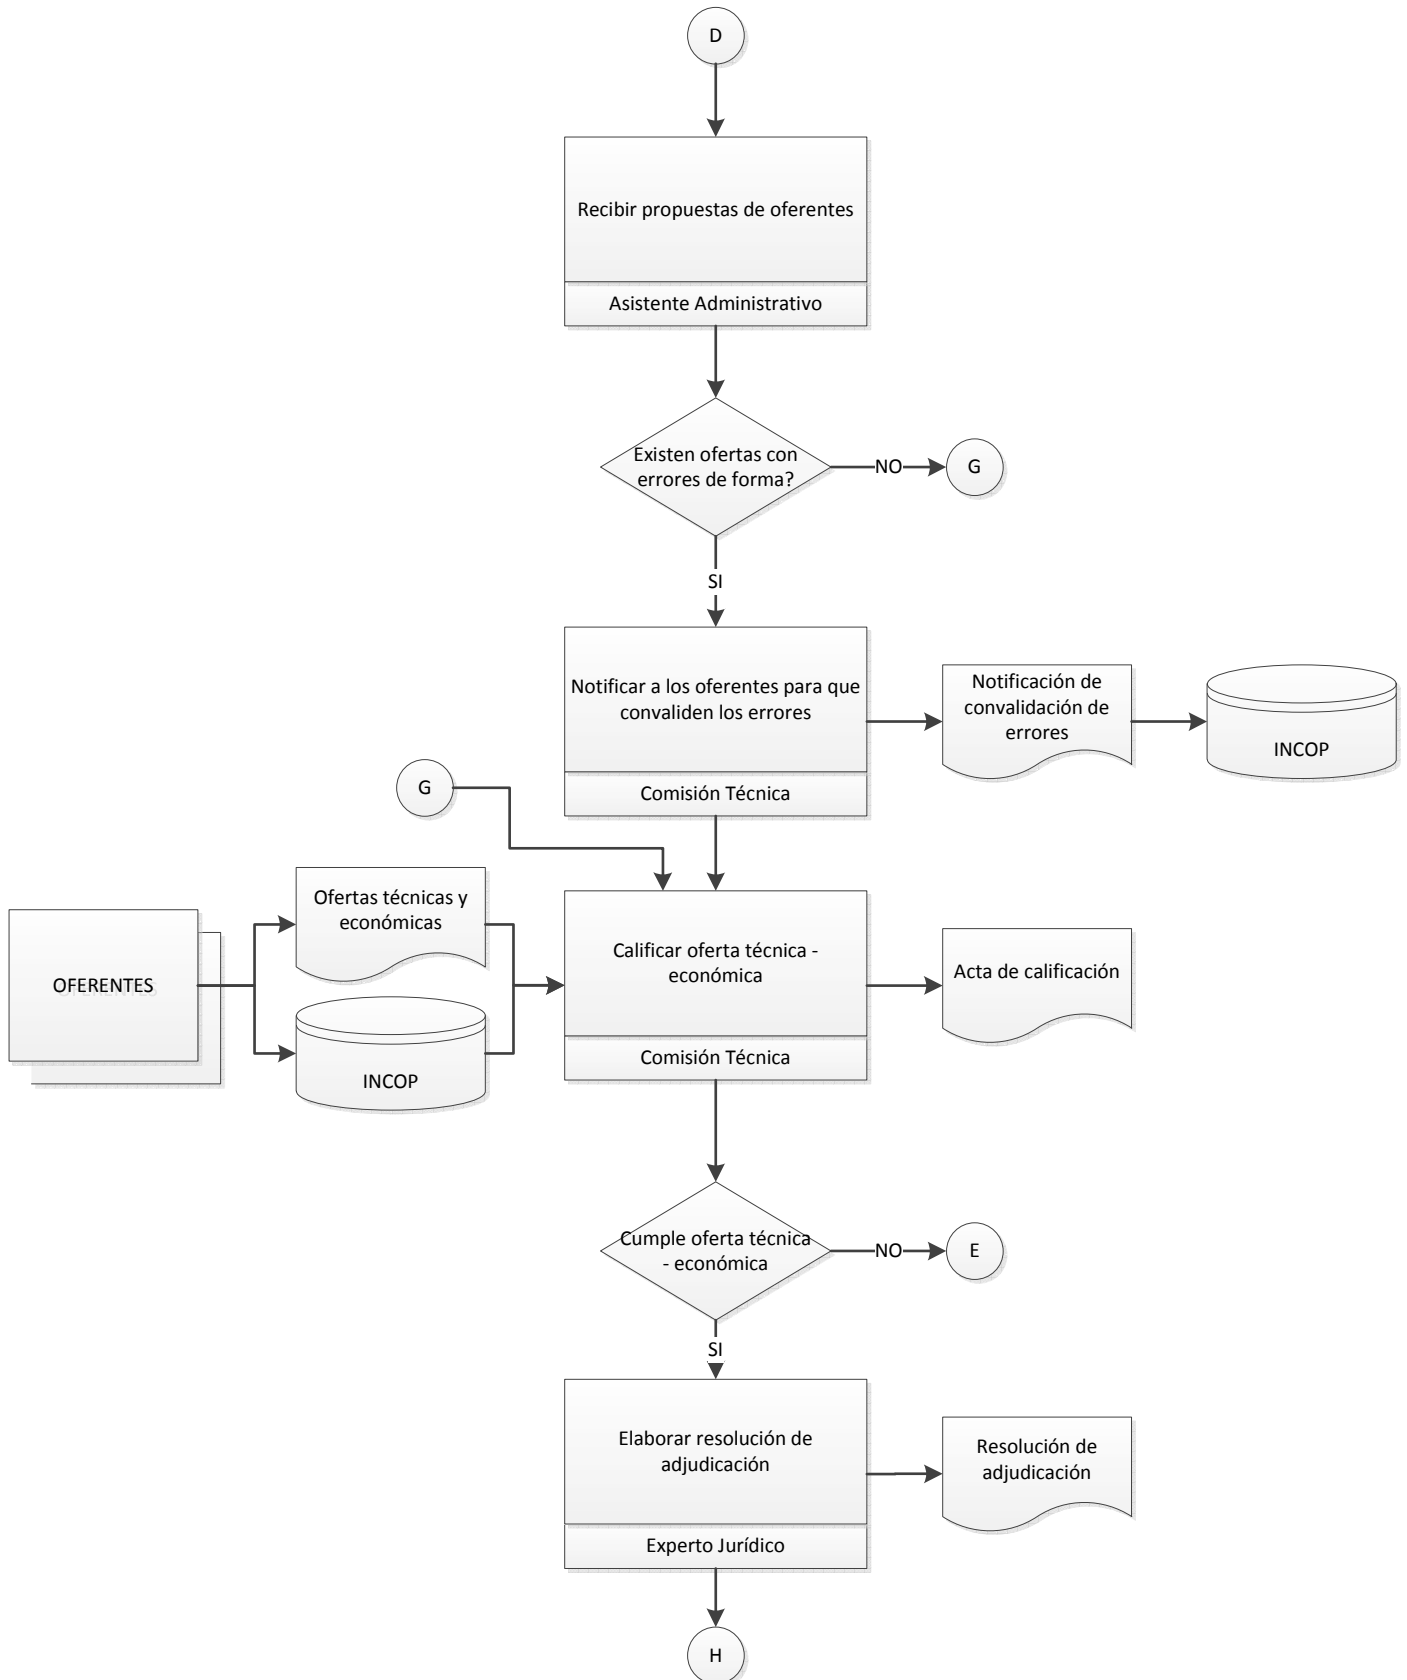 D
Recibir propuestas de oferentes
Asistente Administrativo
Existen ofertas con
errores de forma?
NO
G
SI
Notificar a los oferentes para que
convaliden los errores
Comisión Técnica
Notificación de
convalidación de
errores
INCOP
G
OFERENTES
OFERENTES
Ofertas técnicas y
económicas
INCOP
Calificar oferta técnica -
económica
Comisión Técnica
Acta de calificación
Cumple oferta técnica
- económica
NO
E
SI
Elaborar resolución de
adjudicación
Experto Jurídico
Resolución de
adjudicación
H